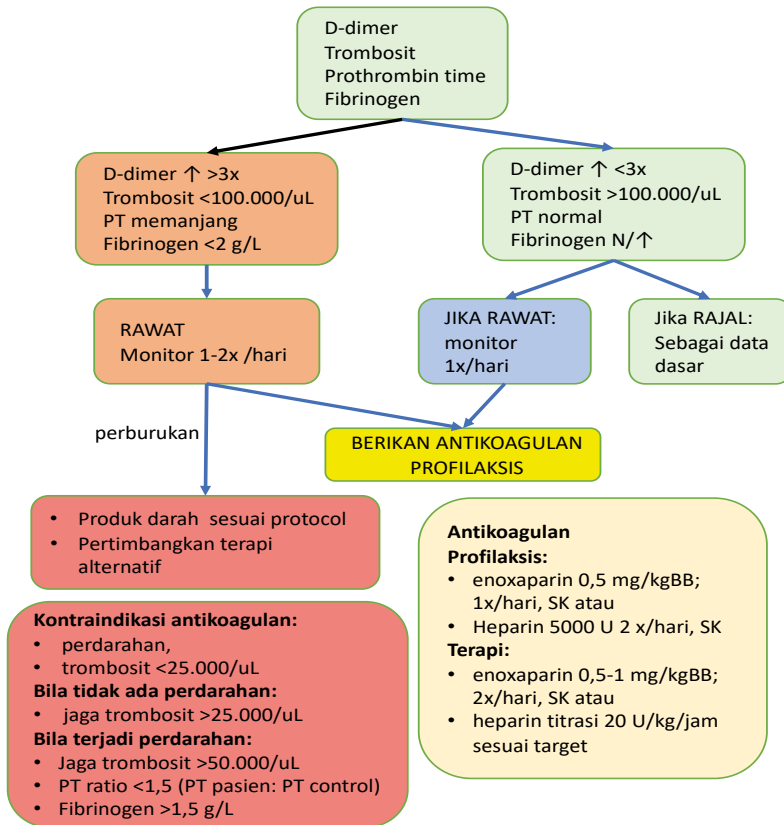 D-dimer
Trombosit
Prothrombin time
Fibrinogen
D-dimer ↑ >3x
Trombosit <100.000/uL
PT memanjang
Fibrinogen <2 g/L
D-dimer ↑ <3x
Trombosit >100.000/uL
PT normal
Fibrinogen N/↑
RAWAT
Monitor 1-2x /hari
JIKA RAWAT:
monitor
1x/hari
Jika RAJAL:
Sebagai data
dasar
perburukan
BERIKAN ANTIKOAGULAN
PROFILAKSIS
• Produk darah sesuai protocol
• Pertimbangkan terapi
alternatif
Antikoagulan
Profilaksis:
• enoxaparin 0,5 mg/kgBB;
1x/hari, SK atau
• Heparin 5000 U 2 x/hari, SK
Terapi:
• enoxaparin 0,5-1 mg/kgBB;
2x/hari, SK atau
• heparin titrasi 20 U/kg/jam
sesuai target
Kontraindikasi antikoagulan:
• perdarahan,
• trombosit <25.000/uL
Bila tidak ada perdarahan:
• jaga trombosit >25.000/uL
Bila terjadi perdarahan:
• Jaga trombosit >50.000/uL
• PT ratio <1,5 (PT pasien: PT control)
• Fibrinogen >1,5 g/L